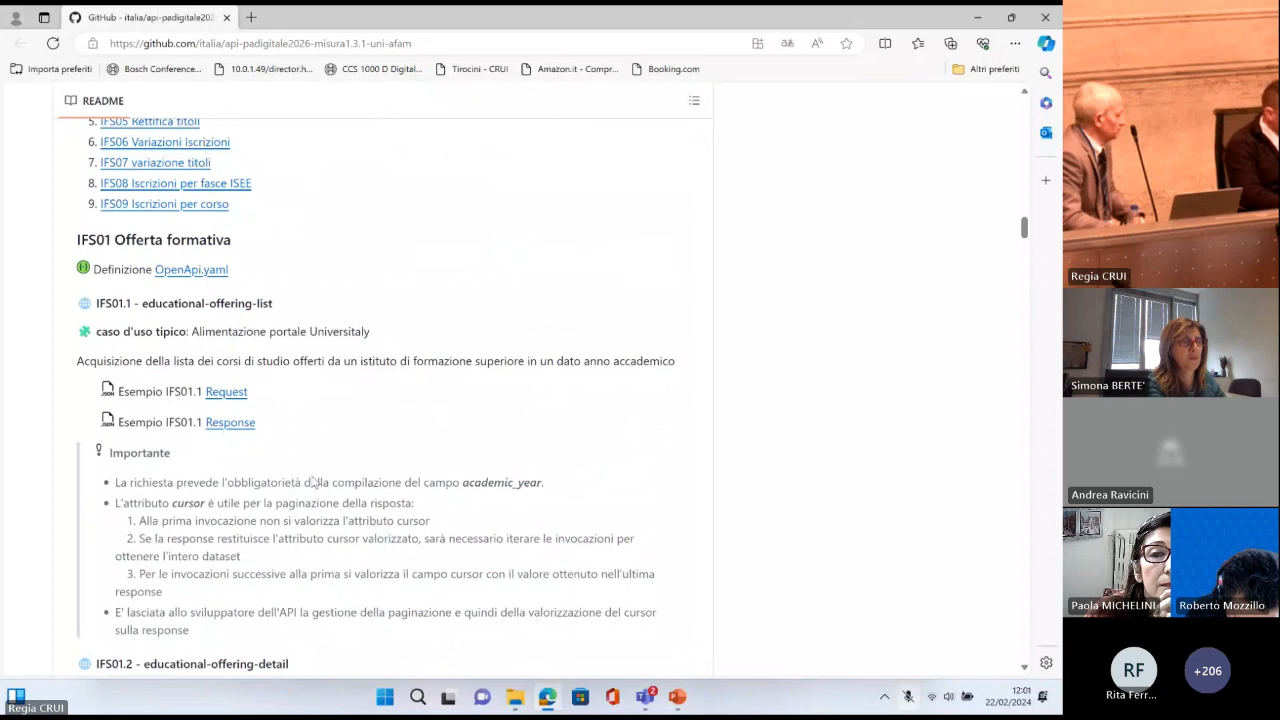 GitHub - italia/api-padigitale202
https://github.com/italia/api-padigitale2026-misura1.3.1-uni-afam
Importa preferiti
Bosch Conference...
10.0.1.49/director.h...
CCS 1000 D Digital...
Tirocini - CRUI
Amazon.it - Compr...
Booking.com
Altri preferiti
README
5. IFS05 Rettifica titoli
6. IFS06 Variazioni Iscrizioni
7. IFS07 variazione titoli
8. IFS08 Iscrizioni per fasce ISEE
9. IFS09 Iscrizioni per corso
IFS01 Offerta formativa
Definizione OpenApi.yaml
IFS01.1 - educational-offering-list
caso d'uso tipico: Alimentazione portale Universitaly
Acquisizione della lista dei corsi di studio offerti da un istituto di formazione superiore in un dato anno accademico
JSON Esempio IFS01.1 Request
JSON Esempio IFS01.1 Response
Importante
• La richiesta prevede l'obbligatorietà della compilazione del campo academic_year.
• L'attributo cursor è utile per la paginazione della risposta:
1. Alla prima invocazione non si valorizza l'attributo cursor
2. Se la response restituisce l'attributo cursor valorizzato, sarà necessario iterare le invocazioni per
ottenere l'intero dataset
3. Per le invocazioni successive alla prima si valorizza il campo cursor con il valore ottenuto nell'ultima
response
• E' lasciata allo sviluppatore dell'API la gestione della paginazione e quindi della valorizzazione del cursor
sulla response
IFS01.2 - educational-offering-detail
2
12:01
22/02/2024
Regia CRUI
Regia CRUI
Simona BERTE'
Andrea Ravicini
Paola MICHELINI
Roberto Mozzillo
RF
Rita Ferr...
+206